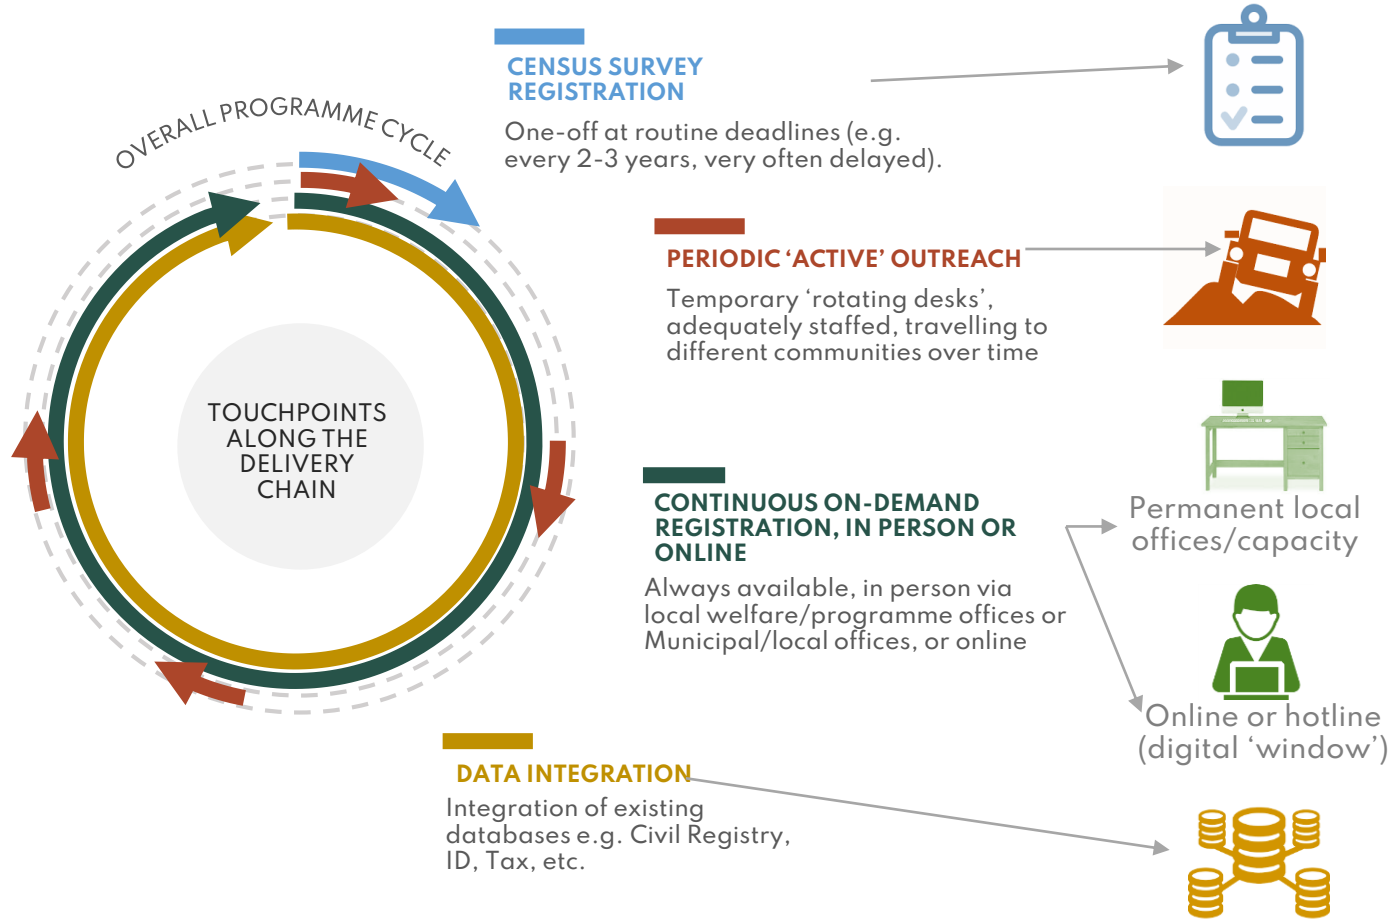 OVERALL PROGRAMME CYCLE
TOUCHPOINTS
ALONG THE
DELIVERY
CHAIN
CENSUS SURVEY
REGISTRATION
One-off at routine deadlines (e.g.
every 2-3 years, very often delayed).
PERIODIC ‘ACTIVE’ OUTREACH
Temporary ‘rotating desks’,
adequately staffed, travelling to
different communities over time
CONTINUOUS ON-DEMAND
REGISTRATION, IN PERSON OR
ONLINE
Always available, in person via
local welfare/programme offices or
Municipal/local offices, or online
Permanent local
offices/capacity
Online or hotline
(digital ‘window’)
DATA INTEGRATION
Integration of existing
databases e.g. Civil Registry,
ID, Tax, etc.